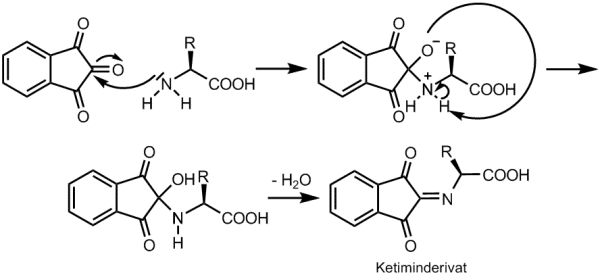 O O R
O N COOH
O H H
O O− R
N+ COOH
O H H
O OH R
N COOH
O H
- H2O
O R COOH
N
O
Ketiminderivat